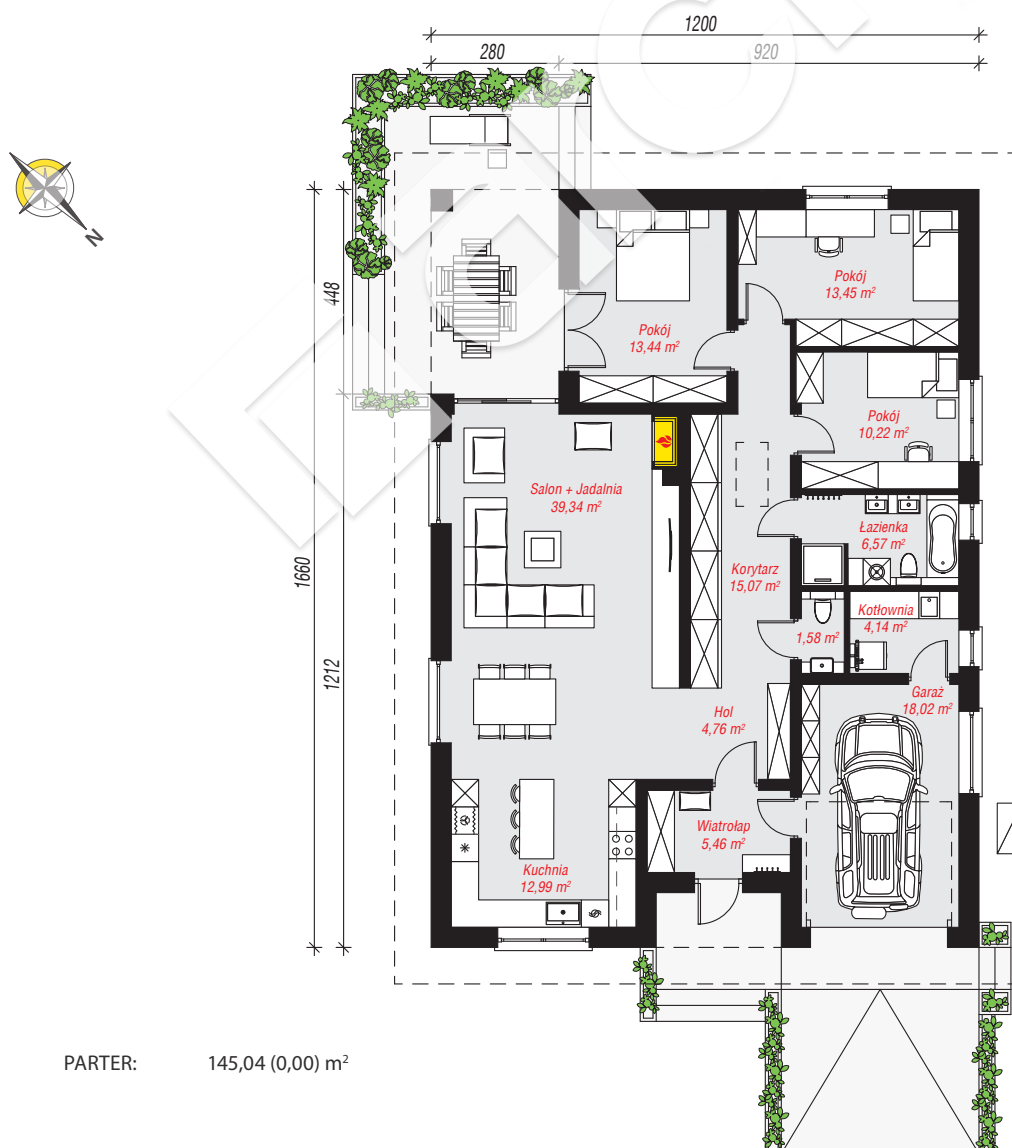 1200
280
920
N
448
1660
1212
Pokój
13,45 m²
Pokój
13,44 m²
Pokój
10,22 m²
Salon + Jadalnia
39,34 m²
Łazienka
6,57 m²
Korytarz
15,07 m²
Kotłownia
4,14 m²
1,58 m²
Garaż
18,02 m²
Hol
4,76 m²
Wiatrołap
5,46 m²
Kuchnia
12,99 m²
PARTER: 145,04 (0,00) m²